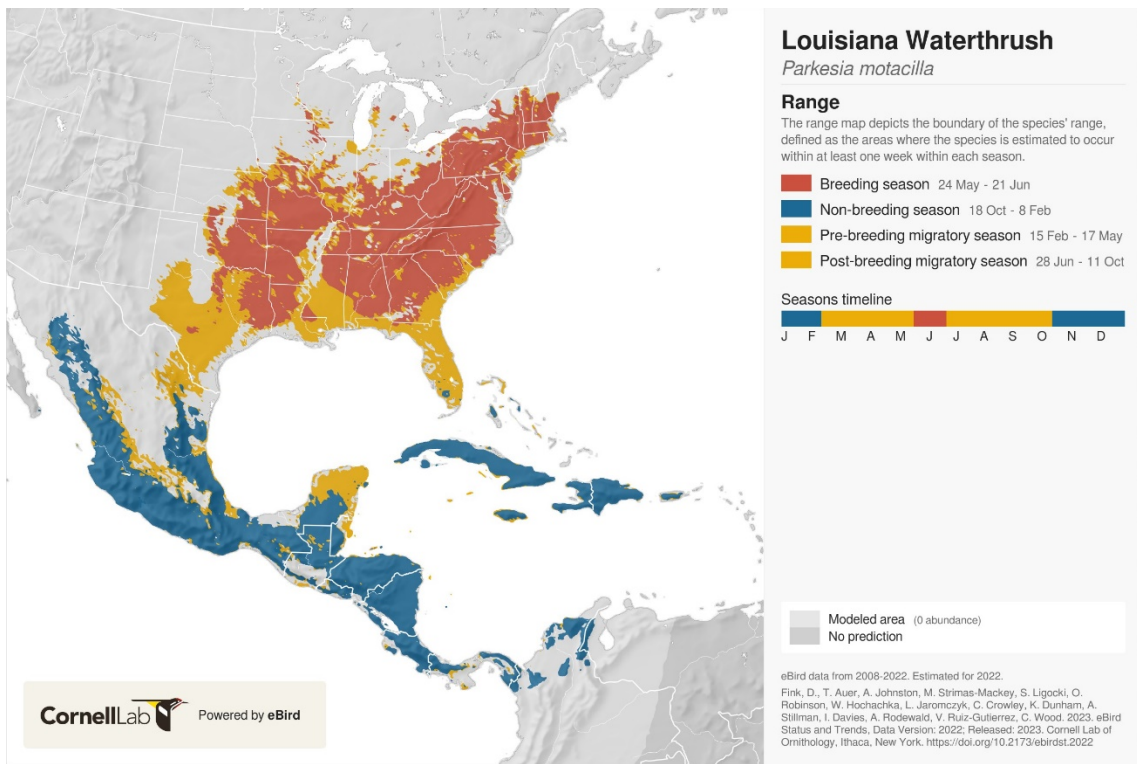 Louisiana Waterthrush
Parkesia motacilla
Range
The range map depicts the boundary of the species' range,
defined as the areas where the species is estimated to occur
within at least one week within each season.
Breeding season 24 May - 21 Jun
Non-breeding season 18 Oct - 8 Feb
Pre-breeding migratory season 15 Feb - 17 May
Post-breeding migratory season 28 Jun - 11 Oct
Seasons timeline
J F M A M J J A S O N D
Modeled area (0 abundance)
No prediction
eBird data from 2008-2022. Estimated for 2022.
Fink, D., T. Auer, A. Johnston, M. Strimas-Mackey, S. Ligocki, O.
Robinson, W. Hochachka, L. Jaromczyk, C. Crowley, K. Dunham, A.
Stillman, I. Davies, A. Rodewald, V. Ruiz-Gutierrez, C. Wood. 2023. eBird
Status and Trends, Data Version: 2022; Released: 2023. Cornell Lab of
Ornithology, Ithaca, New York. https://doi.org/10.2173/ebirdst.2022
CornellLab Powered by eBird